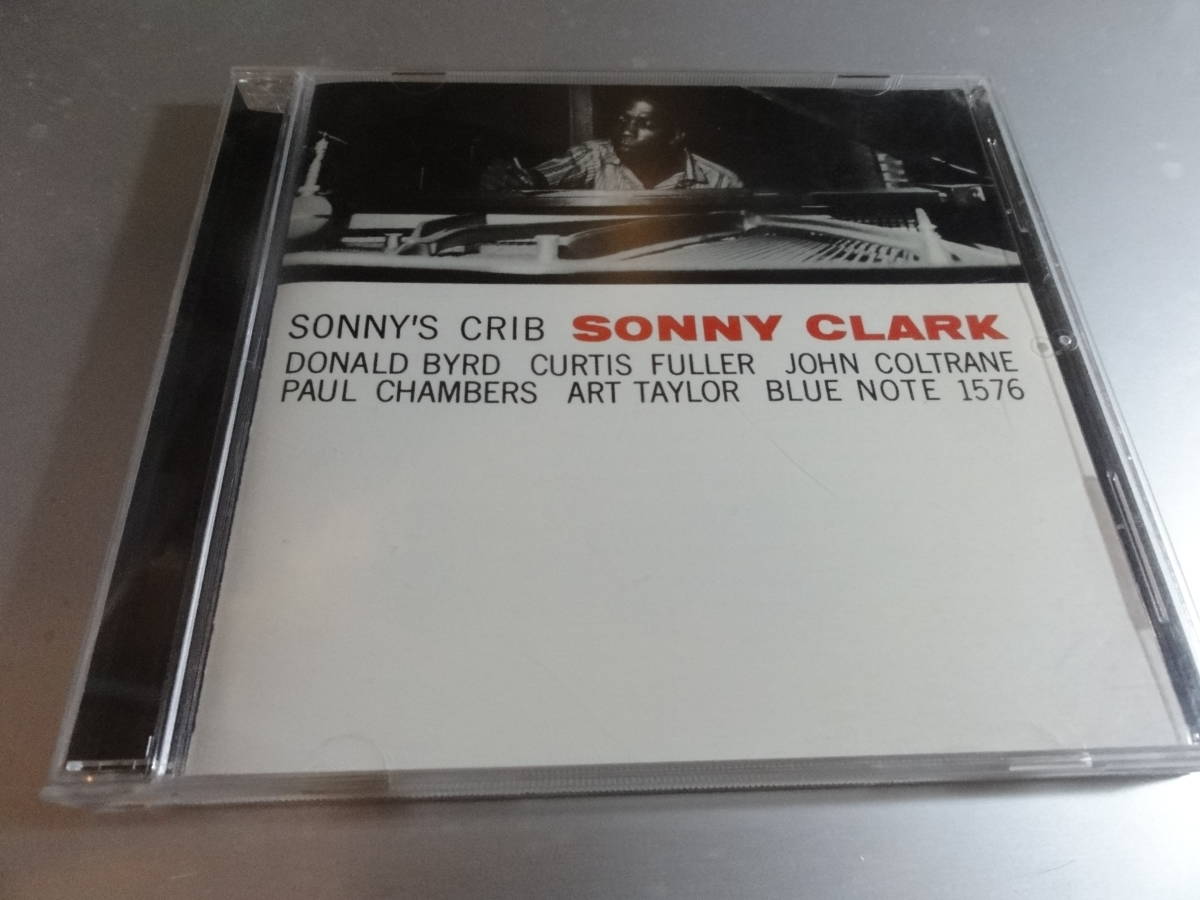 SONNY'S CRIB SONNY CLARK
DONALD BYRD CURTIS FULLER JOHN COLTRANE
PAUL CHAMBERS ART TAYLOR BLUE NOTE 1576